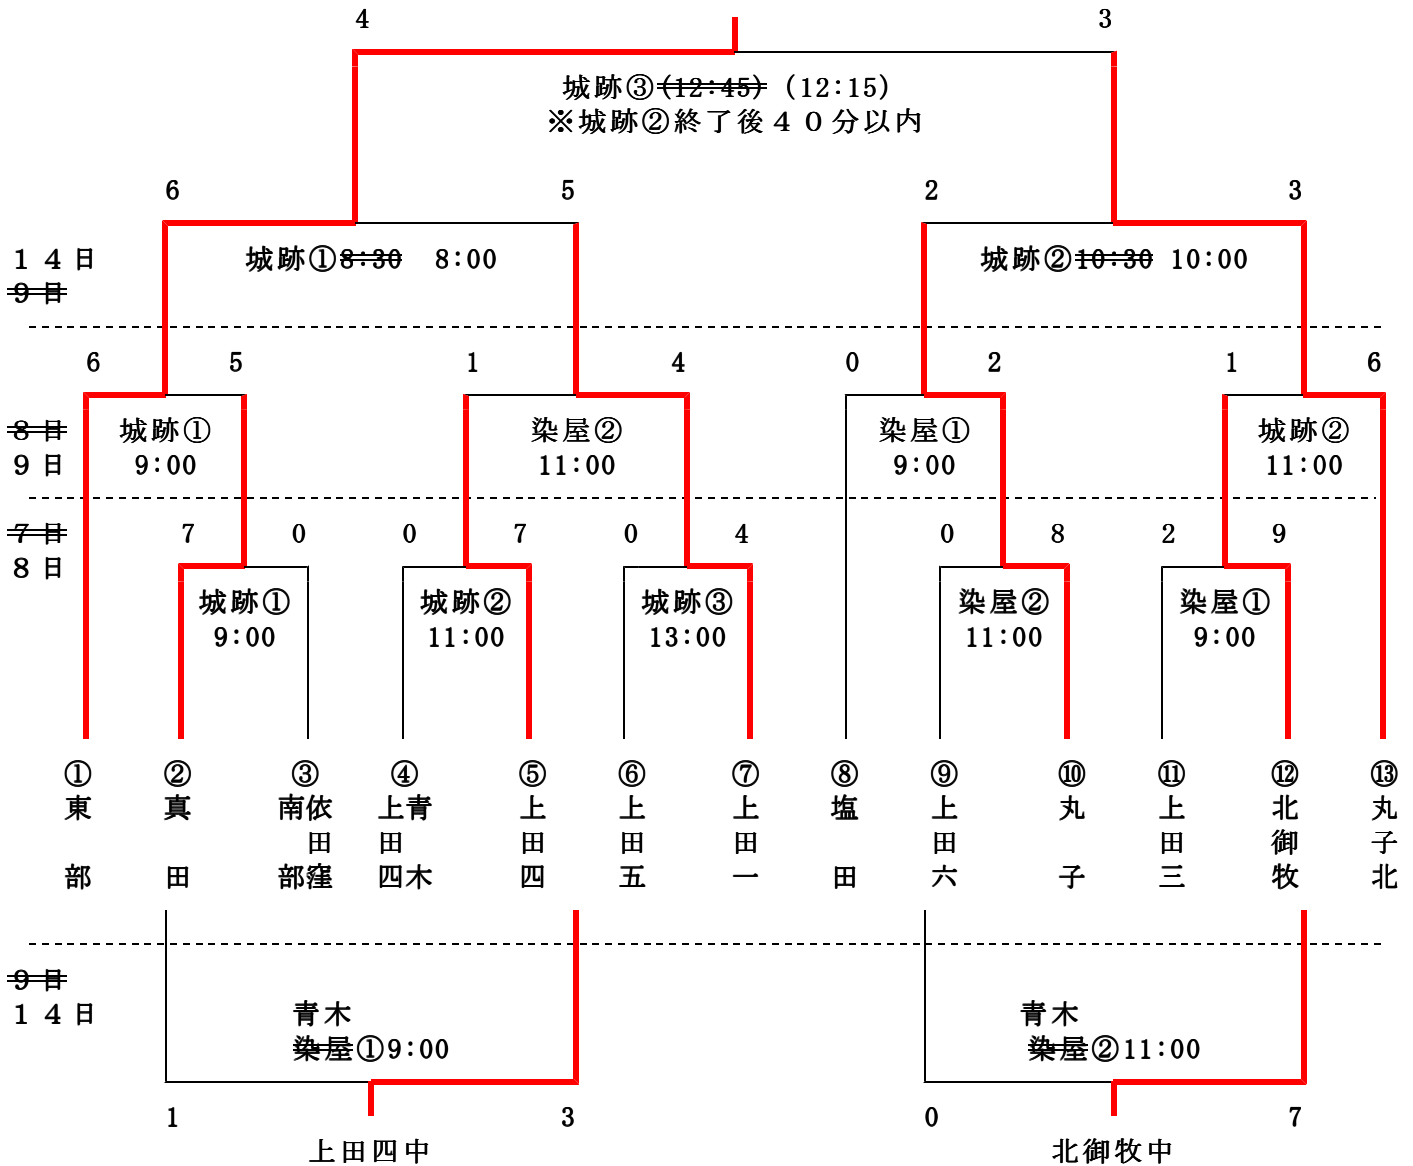 4 3
城跡③(12:45) (12:15)
※城跡②終了後４０分以内
6 5 2 3
１４日
9日
城跡①8:30 8:00
城跡②10:30 10:00
6 5 1 4 0 2 1 6
8日
9日
城跡①
9:00
染屋②
11:00
染屋①
9:00
城跡②
11:00
7日
8日
7 0 0 7 0 4 0 8 2 9
城跡①
9:00
城跡②
11:00
城跡③
13:00
染屋②
11:00
染屋①
9:00
①東部
②真田
③南部
依田窪
④上田四
青木
⑤上田四
⑥上田五
⑦上田一
⑧塩田
⑨上田六
⑩丸子
⑪上田三
⑫北御牧
⑬丸子北
9日
１４日
青木
染屋①9:00
青木
染屋②11:00
1 3 0 7
上田四中
北御牧中